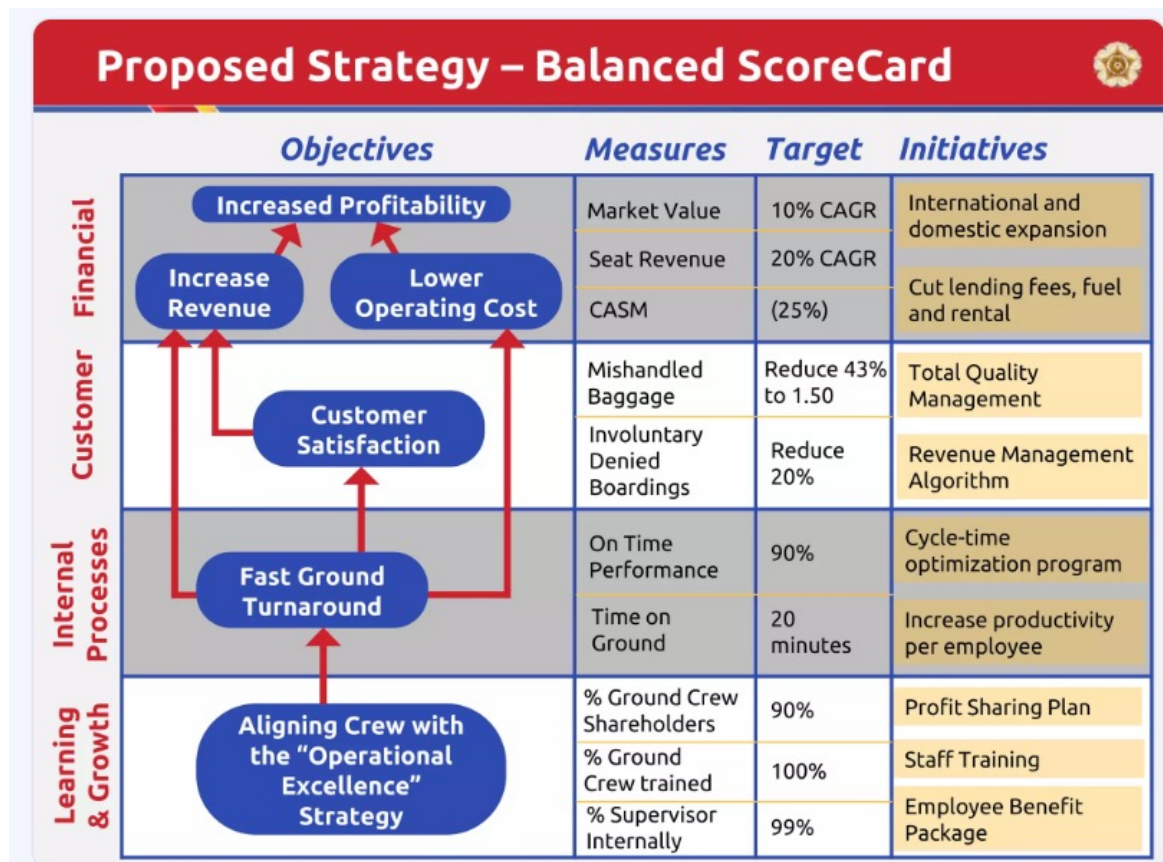 Proposed Strategy – Balanced ScoreCard
Objectives
Measures
Target
Initiatives
Financial
Increased Profitability
Increase
Revenue
Lower
Operating Cost
Market Value
10% CAGR
International and
domestic expansion
Seat Revenue
20% CAGR
CASM
(25%)
Cut lending fees, fuel
and rental
Customer
Customer
Satisfaction
Mishandled
Baggage
Reduce 43%
to 1.50
Total Quality
Management
Involuntary
Denied
Boardings
Reduce
20%
Revenue Management
Algorithm
Internal
Processes
Fast Ground
Turnaround
On Time
Performance
90%
Cycle-time
optimization program
Time on
Ground
20
minutes
Increase productivity
per employee
Learning
& Growth
Aligning Crew with
the “Operational
Excellence”
Strategy
% Ground Crew
Shareholders
90%
Profit Sharing Plan
% Ground
Crew trained
100%
Staff Training
% Supervisor
Internally
99%
Employee Benefit
Package